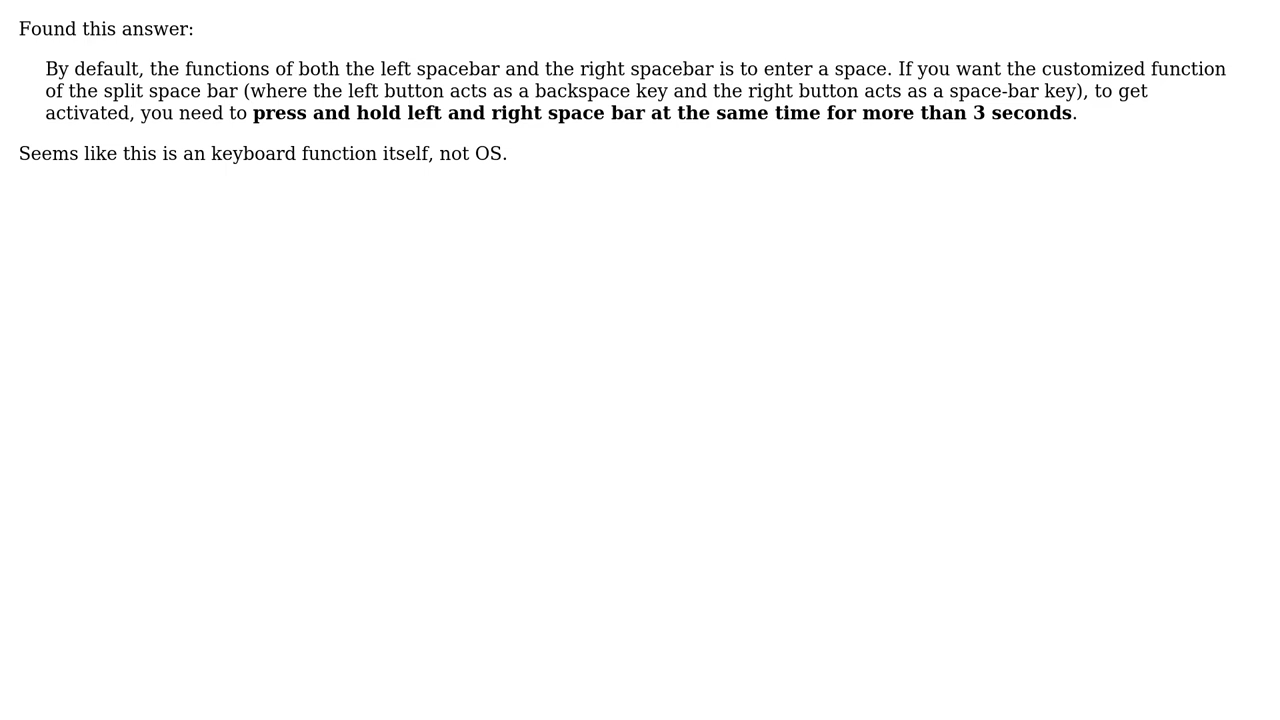 Found this answer:
By default, the functions of both the left spacebar and the right spacebar is to enter a space. If you want the customized function
of the split space bar (where the left button acts as a backspace key and the right button acts as a space-bar key), to get
activated, you need to press and hold left and right space bar at the same time for more than 3 seconds.
Seems like this is an keyboard function itself, not OS.